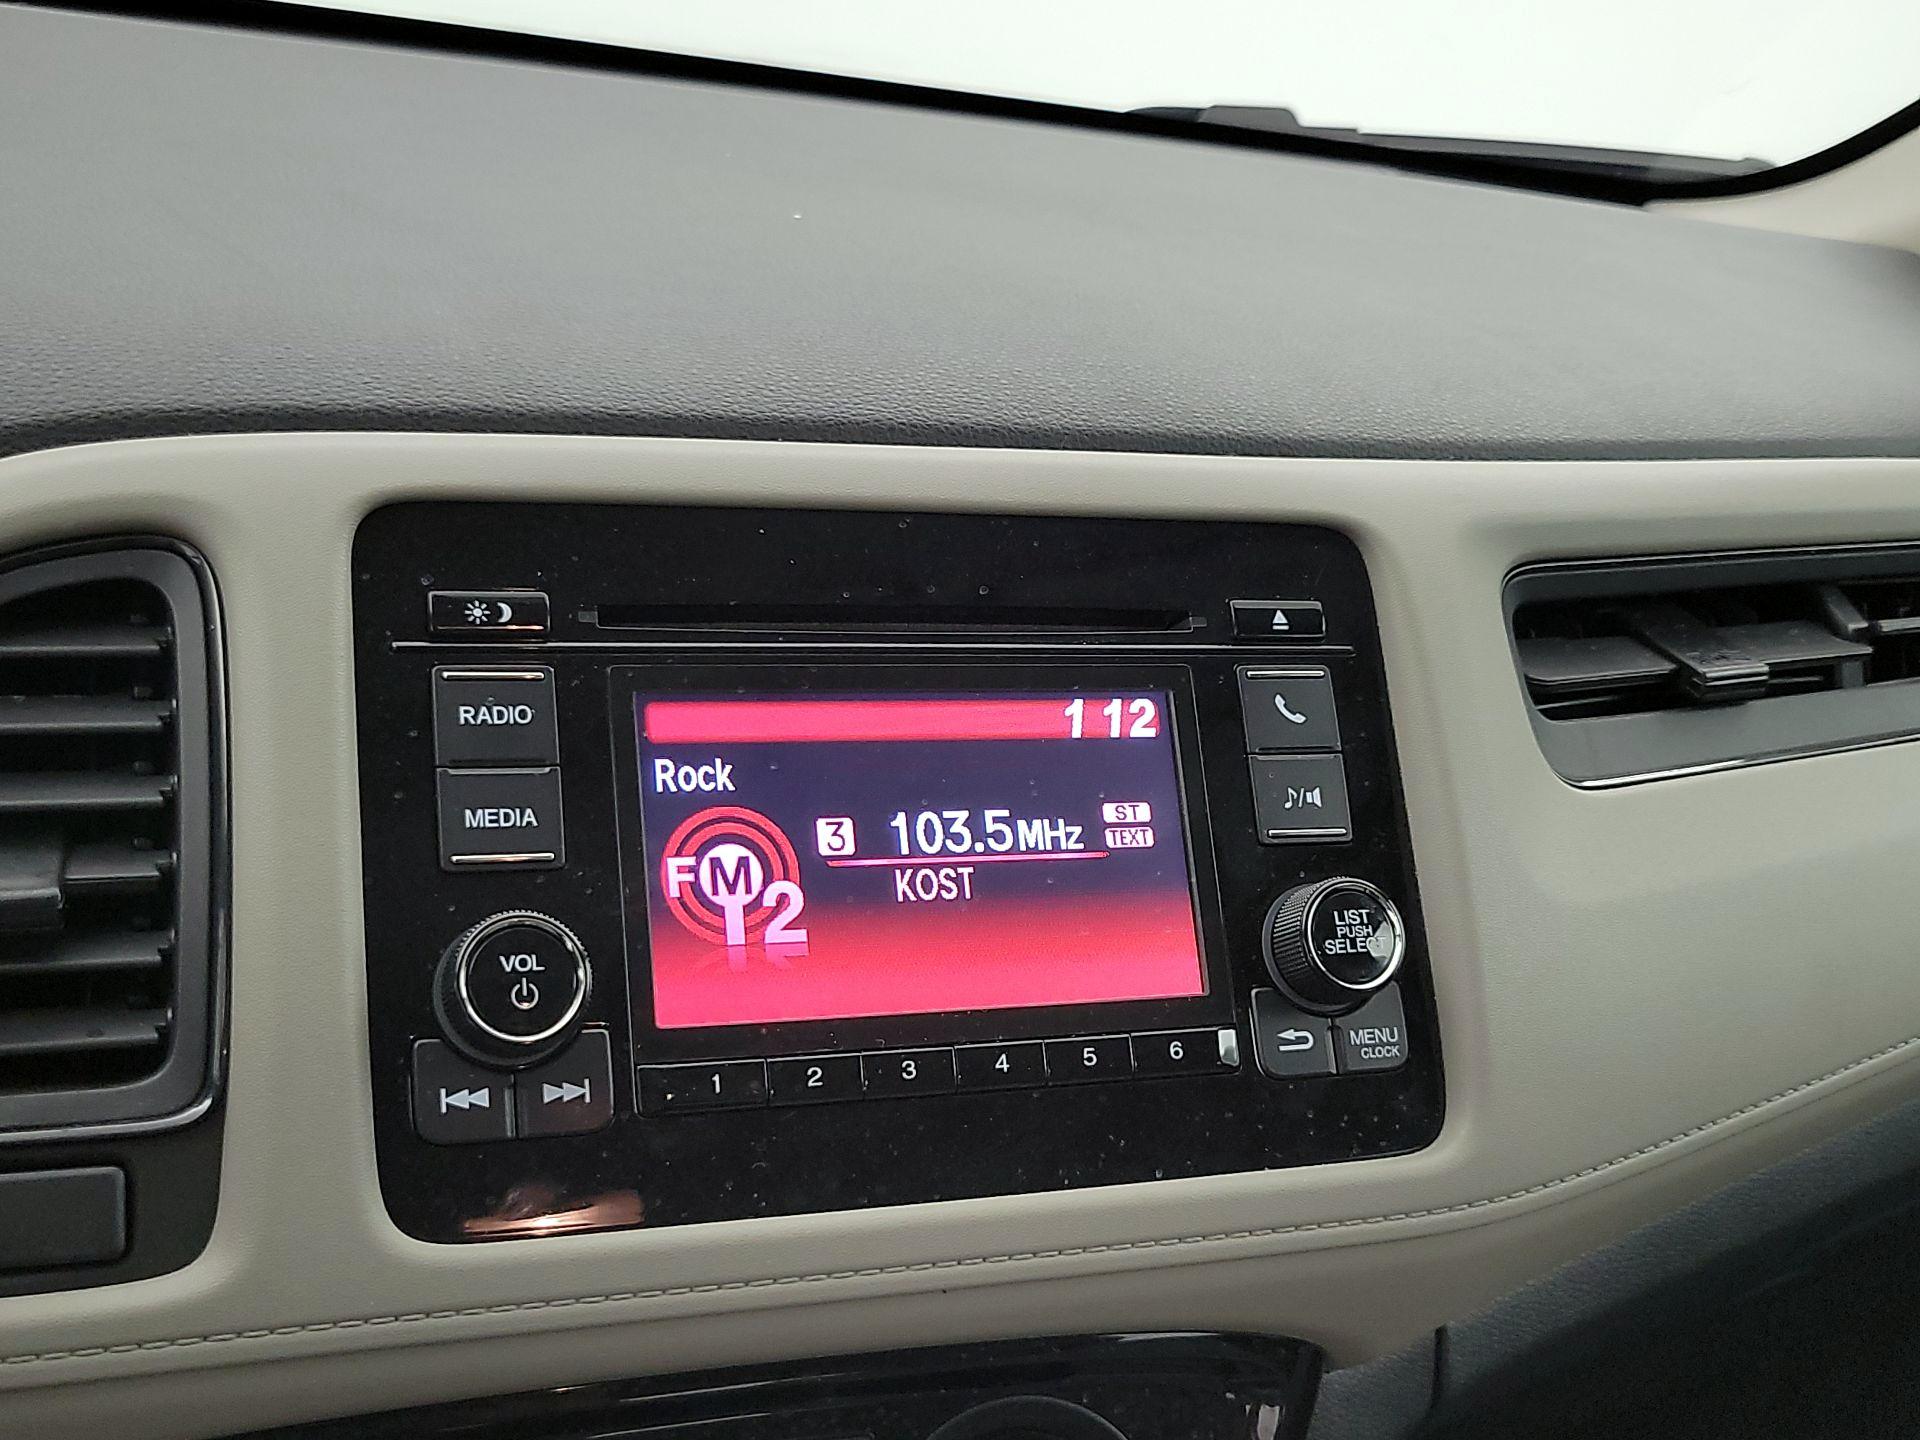 RADIO
MEDIA
VOL
1 12
Rock
FM
12
3 103.5MHz
ST
TEXT
KOST
LIST
PUSH
SELECT
MENU
CLOCK
1 2 3 4 5 6